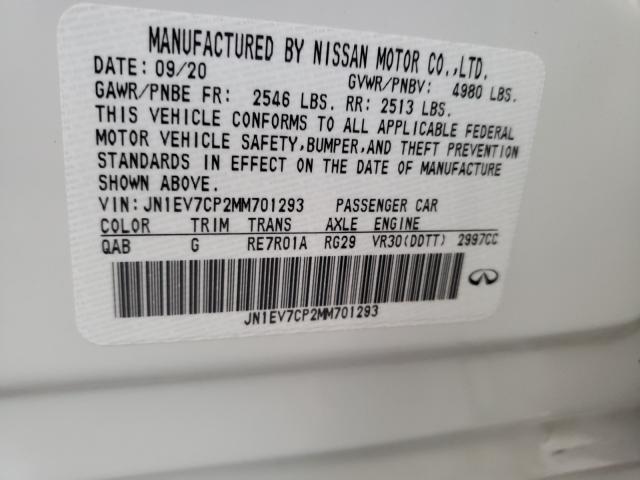 MANUFACTURED BY NISSAN MOTOR CO.,LTD.
DATE: 09/20 GVWR/PNBV: 4980 LBS.
GAWR/PNBE FR: 2546 LBS. RR: 2513 LBS.
THIS VEHICLE CONFORMS TO ALL APPLICABLE FEDERAL
MOTOR VEHICLE SAFETY,BUMPER,AND THEFT PREVENTION
STANDARDS IN EFFECT ON THE DATE OF MANUFACTURE
SHOWN ABOVE.
VIN: JN1EV7CP2MM701293 PASSENGER CAR
COLOR TRIM TRANS AXLE ENGINE
QAB G RE7R01A RG29 VR30(DDTT) 2997CC
JN1EV7CP2MM701293